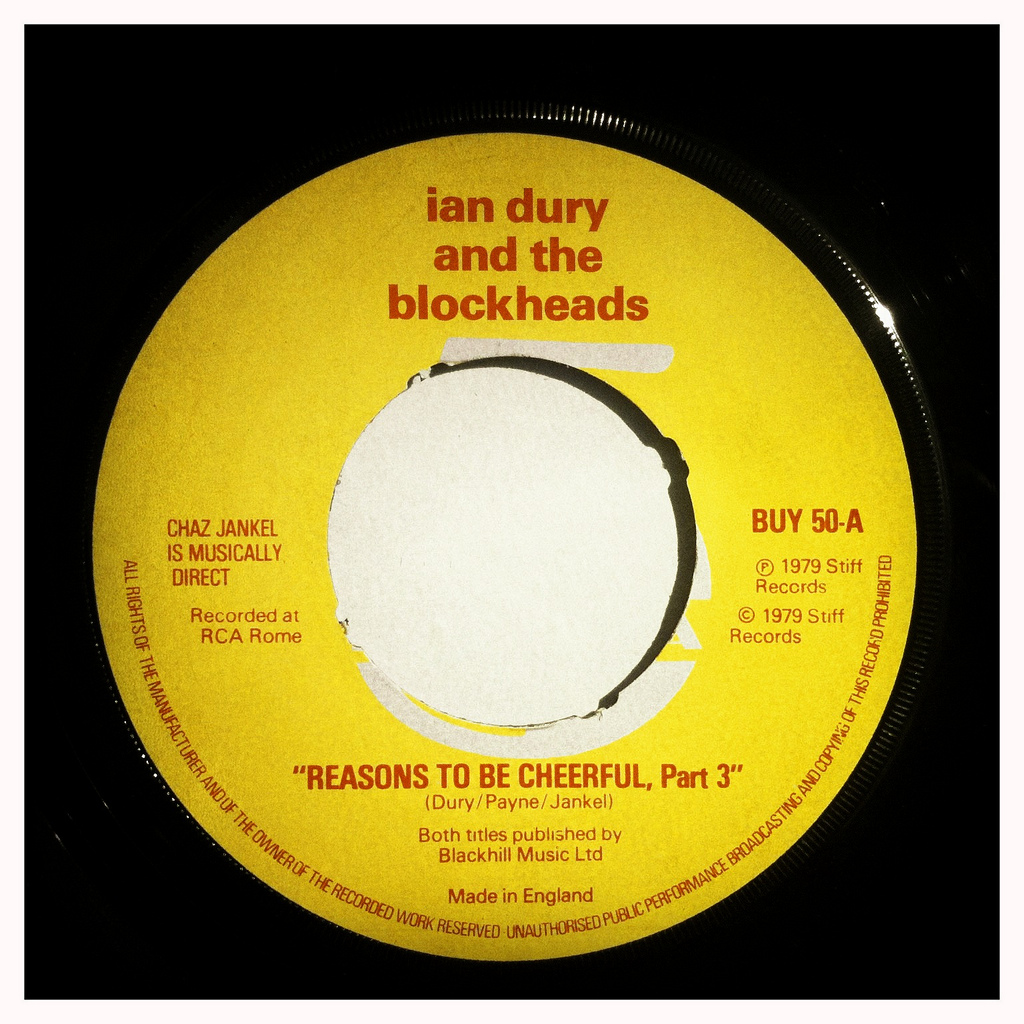 ian dury
and the
blockheads
CHAZ JANKEL
IS MUSICALLY
DIRECT
Recorded at
RCA Rome
BUY 50-A
Ⓟ 1979 Stiff
Records
© 1979 Stiff
Records
"REASONS TO BE CHEERFUL, Part 3"
(Dury/Payne/Jankel)
Both titles published by
Blackhill Music Ltd
Made in England
ALL RIGHTS OF THE MANUFACTURER AND OF THE OWNER OF THE RECORDED WORK RESERVED UNAUTHORISED PUBLIC PERFORMANCE BROADCASTING AND COPYING OF THIS RECORD PROHIBITED